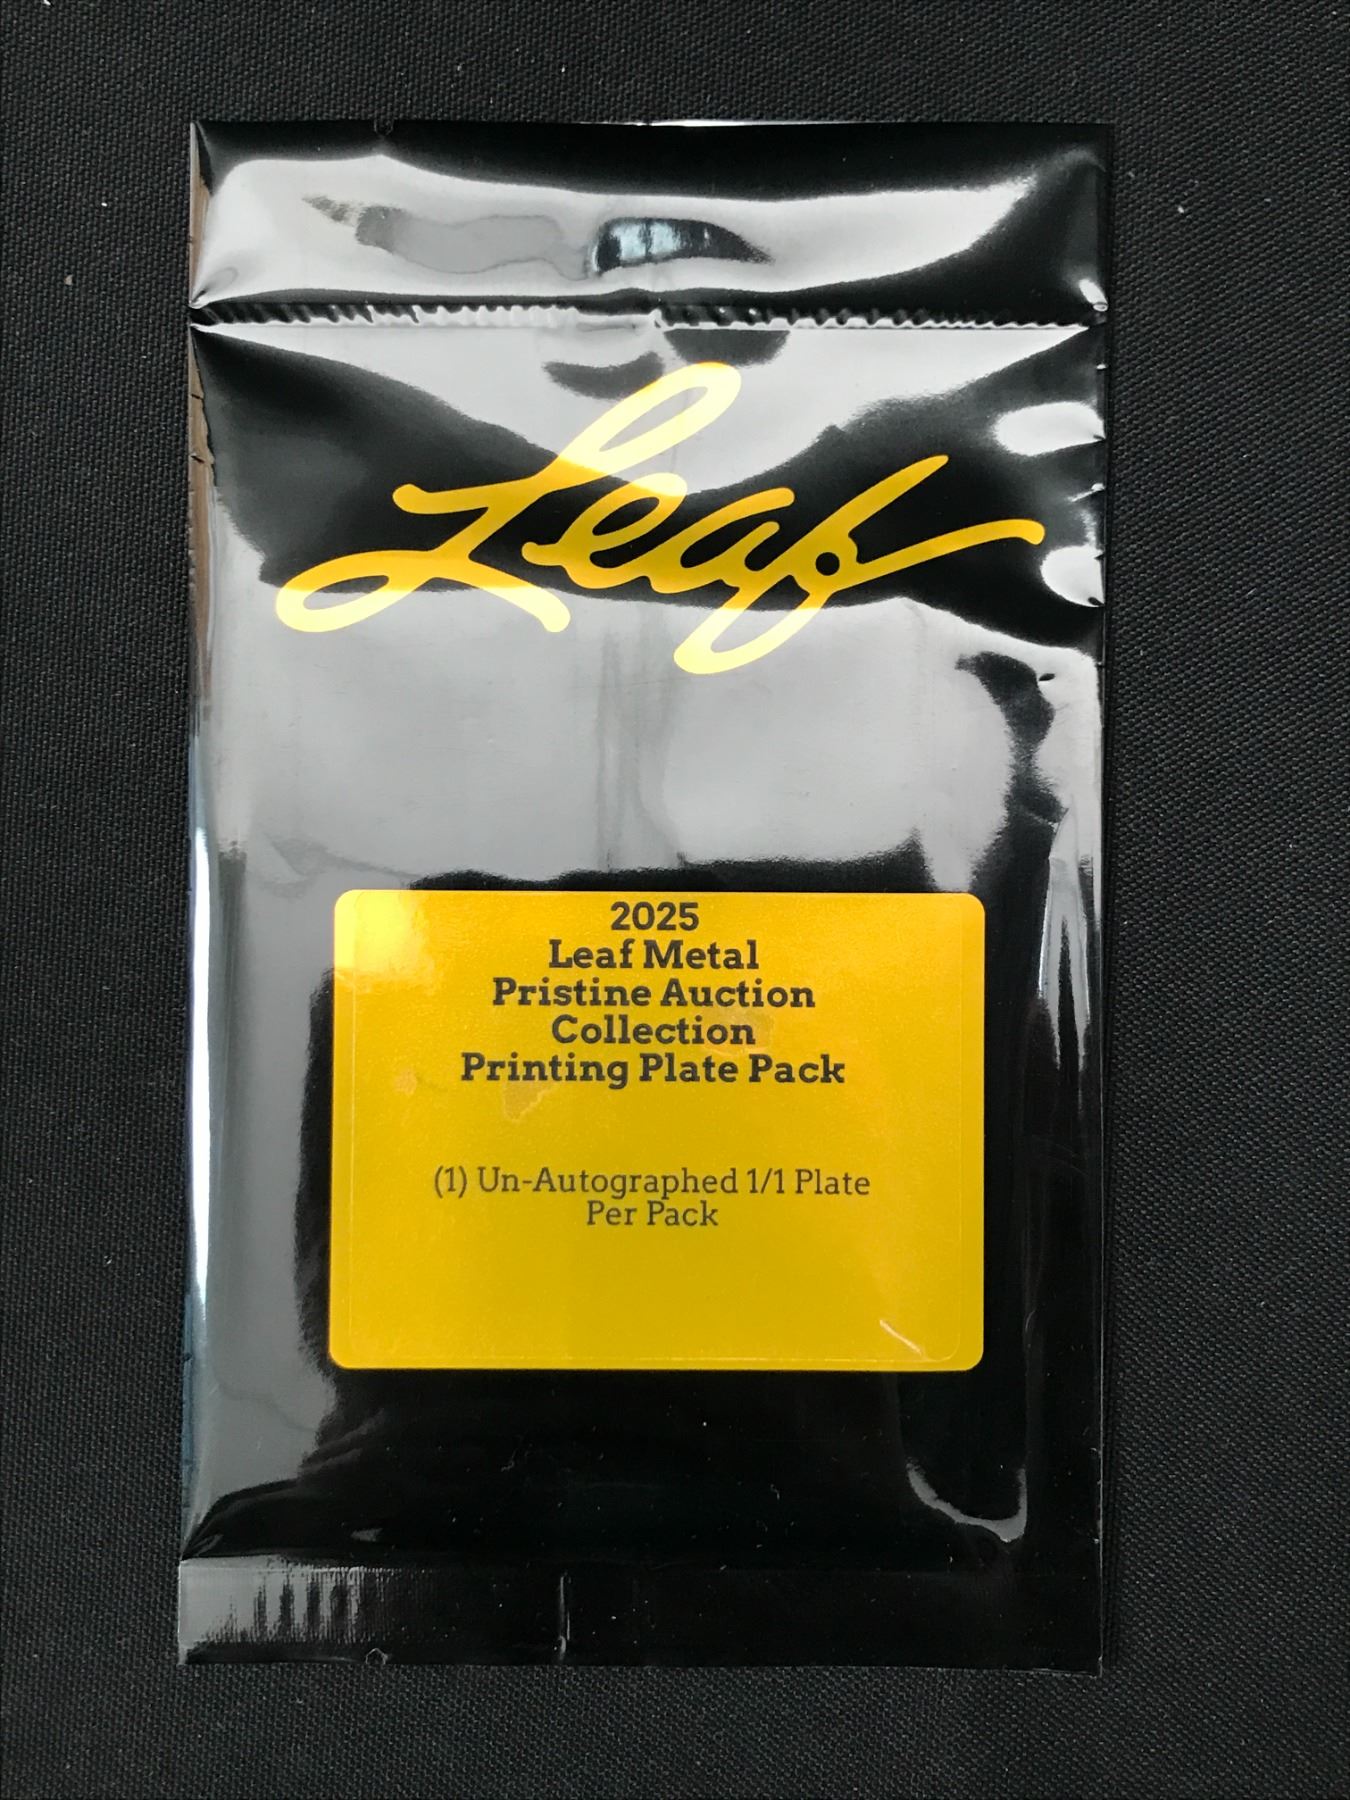 Leaf
2025
Leaf Metal
Pristine Auction
Collection
Printing Plate Pack
(1) Un-Autographed 1/1 Plate
Per Pack